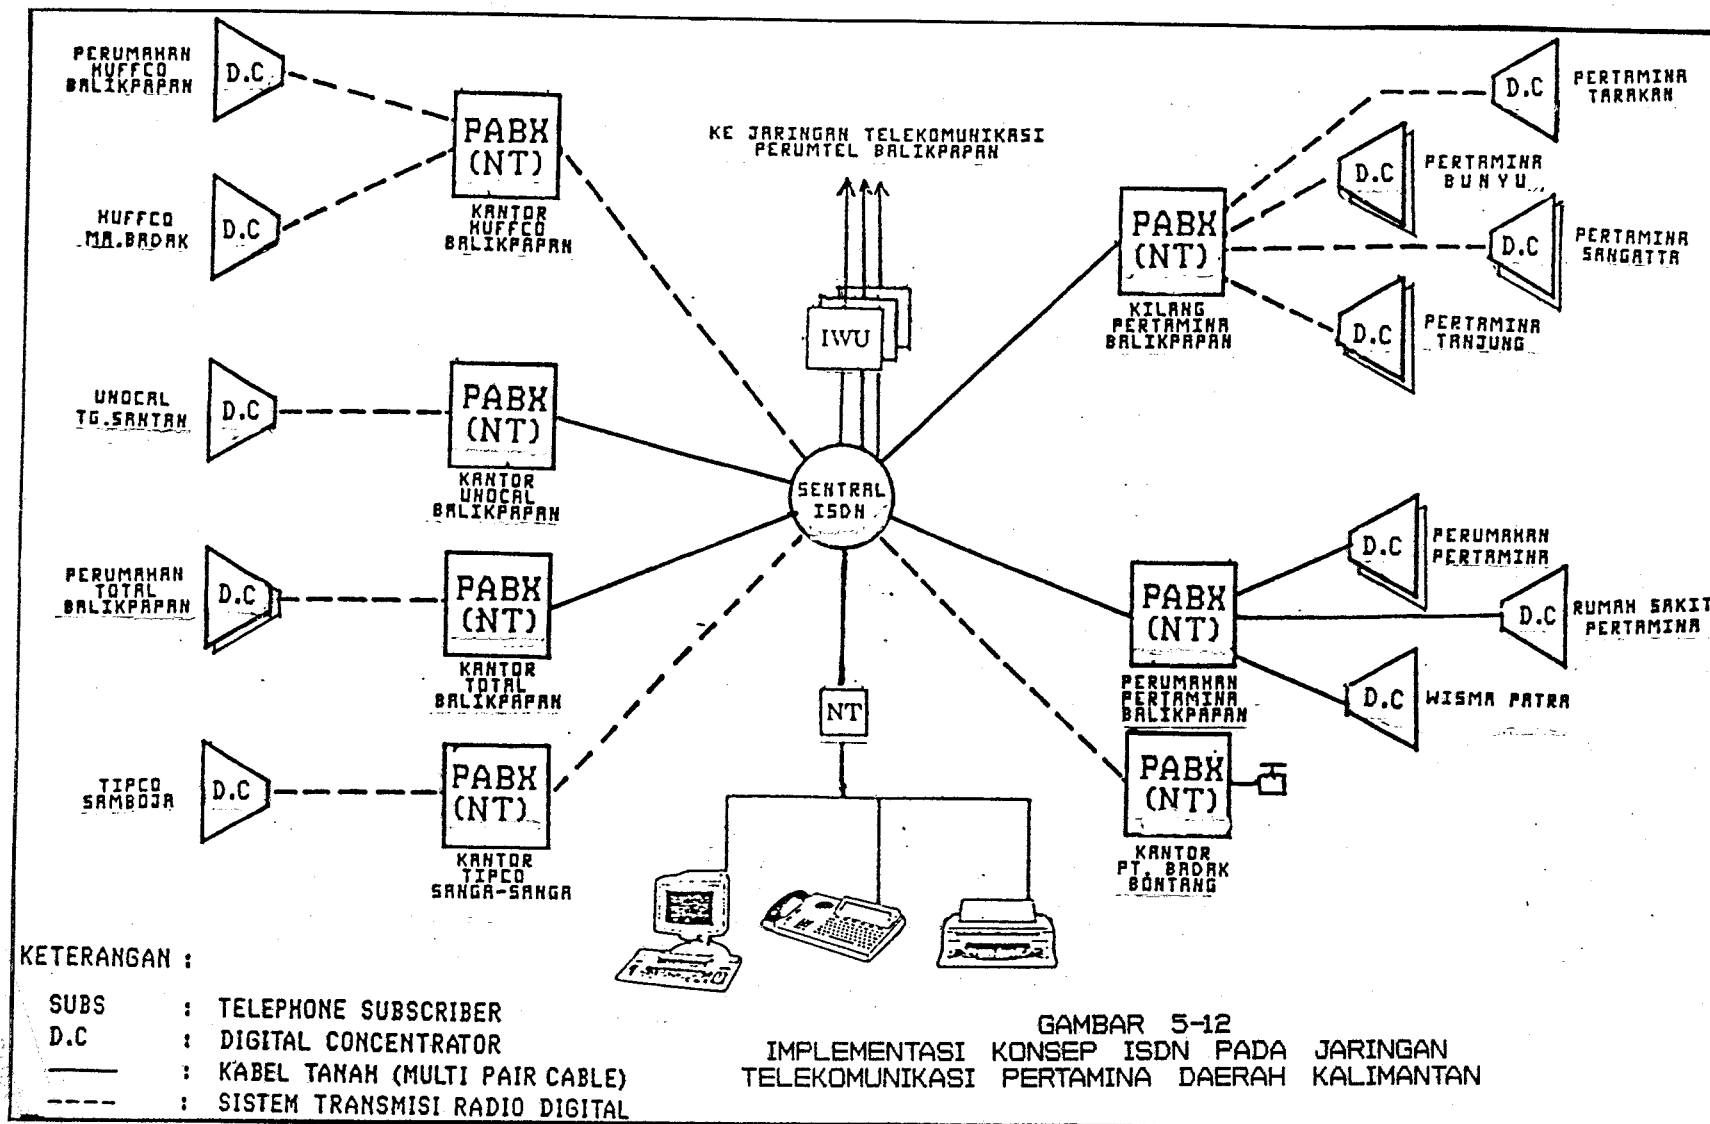 PERUMAHAN
HUFFCO
BALIKPAPAN
D.C
PABX
(NT)
KANTOR
HUFFCO
BALIKPAPAN
HUFFCO
MA.BADAK
D.C
UNOCAL
TG.SANTAN
D.C
PABX
(NT)
KANTOR
UNOCAL
BALIKPAPAN
PERUMAHAN
TOTAL
BALIKPAPAN
D.C
PABX
(NT)
KANTOR
TOTAL
BALIKPAPAN
TIPCO
SAMBOJA
D.C
PABX
(NT)
KANTOR
TIPCO
SANGA-SANGA
KE JARINGAN TELEKOMUNIKASI
PERUMTEL BALIKPAPAN
IWU
SENTRAL
ISDN
NT
PABX
(NT)
KILANG
PERTAMINA
BALIKPAPAN
D.C
PERTAMINA
TARAKAN
D.C
PERTAMINA
BUNYU
D.C
PERTAMINA
SANGATTA
D.C
PERTAMINA
TANJUNG
PABX
(NT)
PERUMAHAN
PERTAMINA
BALIKPAPAN
D.C
PERUMAHAN
PERTAMINA
D.C
RUMAH SAKIT
PERTAMINA
D.C
WISMA PATRA
PABX
(NT)
KANTOR
PT. BADAK
BONTANG
KETERANGAN :
SUBS : TELEPHONE SUBSCRIBER
D.C : DIGITAL CONCENTRATOR
: KABEL TANAH (MULTI PAIR CABLE)
: SISTEM TRANSMISI RADIO DIGITAL
GAMBAR 5-12
IMPLEMENTASI KONSEP ISDN PADA JARINGAN
TELEKOMUNIKASI PERTAMINA DAERAH KALIMANTAN